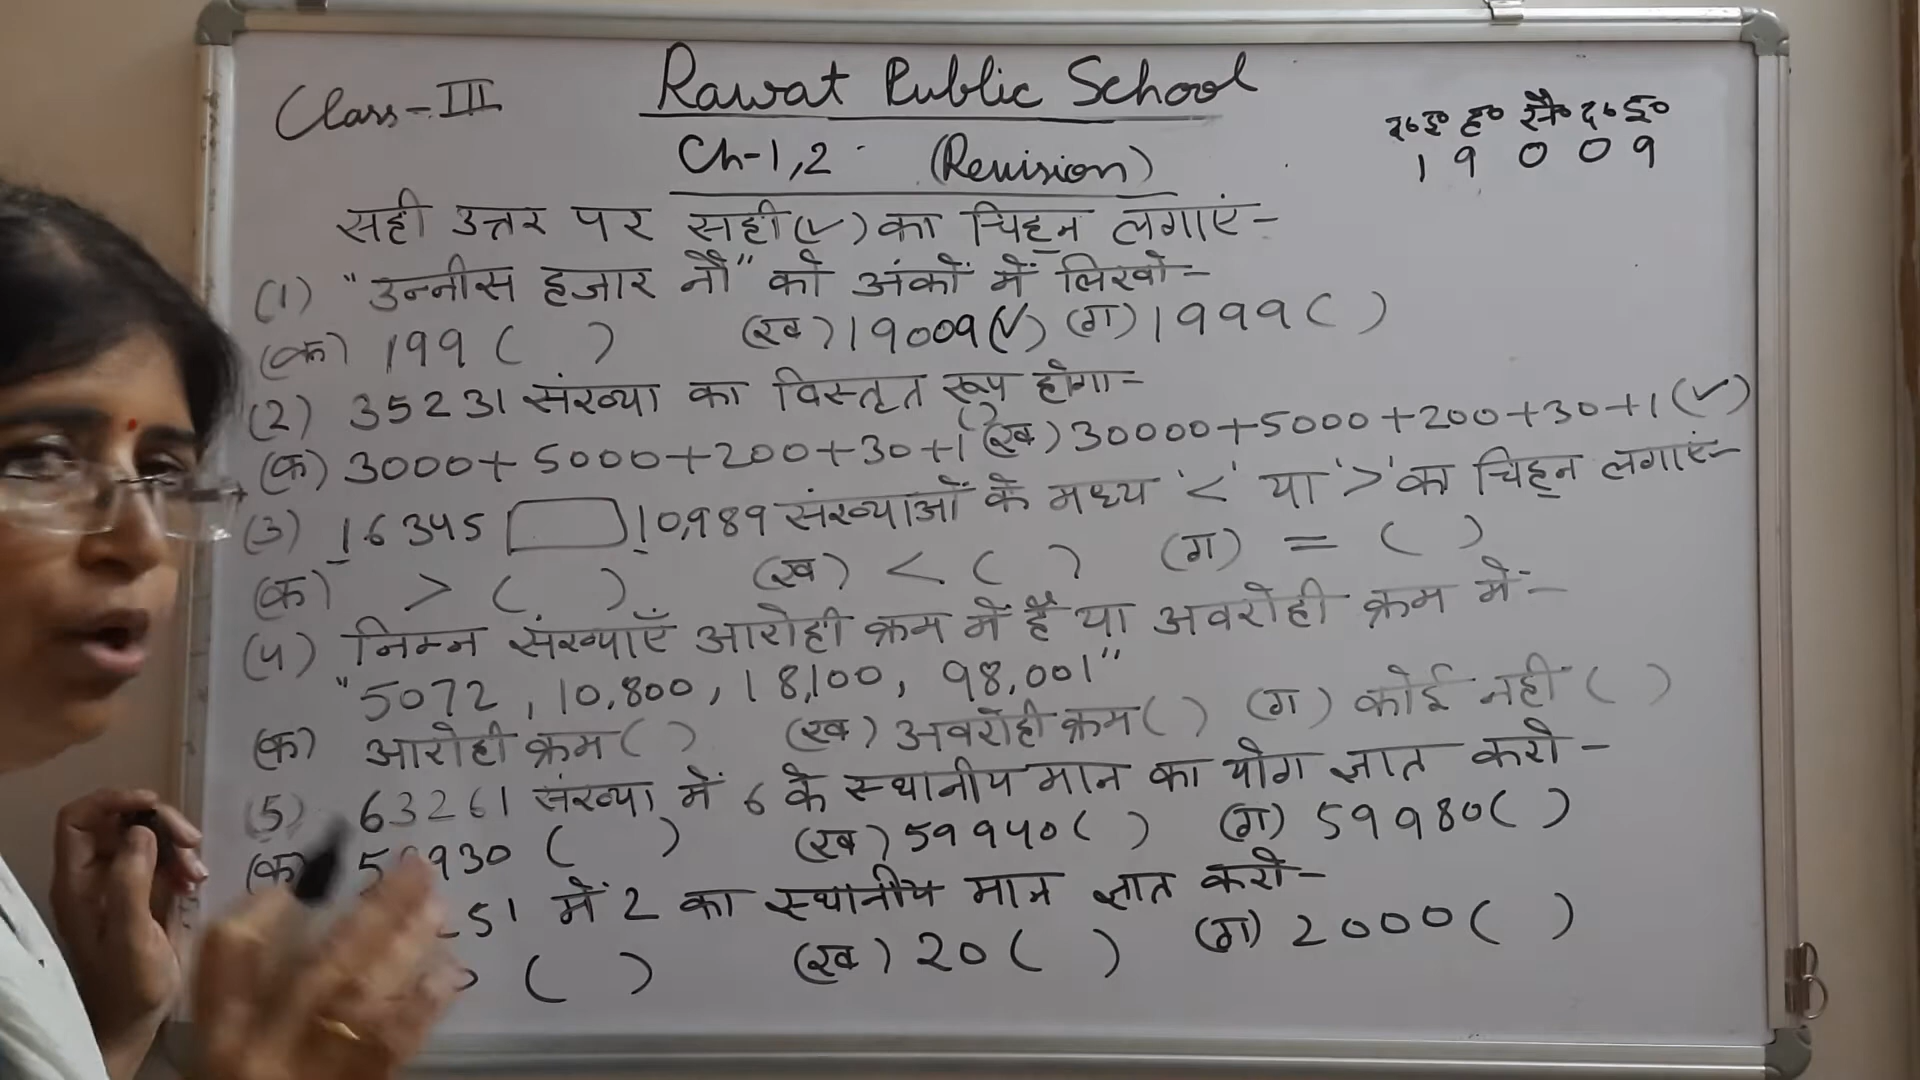 Class-III
Rawat Public School
Ch-1,2 (Revision)
द० ह० ह० सै० द० इ०
1 9 0 0 9
सही उत्तर पर सही (✓) का चिह्न लगाएं-
(1) "उन्नीस हजार नौ" को अंकों में लिखो-
(क) 199 ( ) (ख) 19009 (✓) (ग) 1999 ( )
(2) 35231 संख्या का विस्तृत रूप होगा-
(क) 3000+5000+200+30+1 ( ) (ख) 30000+5000+200+30+1 (✓)
(3) 16345 10,989 संख्याओं के मध्य '<' या '>' का चिह्न लगाएं-
(क) > ( ) (ख) < ( ) (ग) = ( )
(4) निम्न संख्याएँ आरोही क्रम में हैं या अवरोही क्रम में:-
"5072, 10,800, 18,100, 98,001"
(क) आरोही क्रम ( ) (ख) अवरोही क्रम ( ) (ग) कोई नही ( )
(5) 63261 संख्या में 6 के स्थानीय मान का योग ज्ञात करो-
(क) 930 ( ) (ख) 59940 ( ) (ग) 59980 ( )
51 में 2 का स्थानीय मान ज्ञात करो-
( ) (ख) 20 ( ) (ग) 2000 ( )